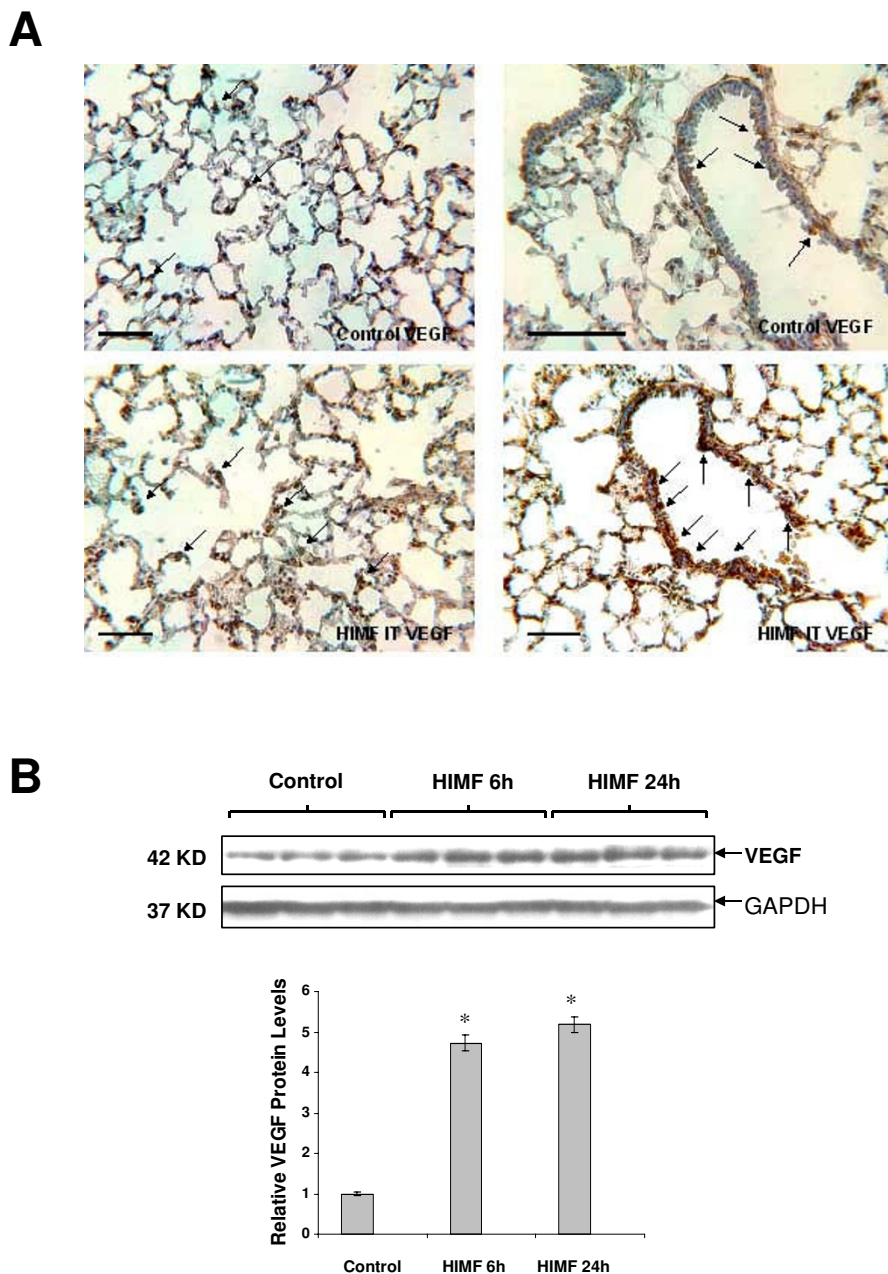 A
Control VEGF
Control VEGF
HIMF IT VEGF
HIMF IT VEGF
B
Control HIMF 6h HIMF 24h
42 KD VEGF
37 KD GAPDH
Relative VEGF Protein Levels
6
5
4
3
2
1
0
*
*
Control HIMF 6h HIMF 24h